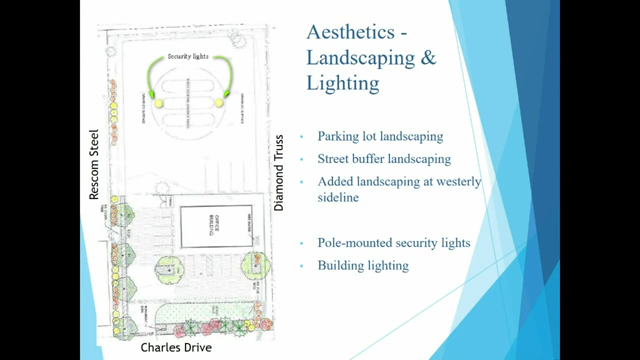 Aesthetics -
Landscaping &
Lighting
Security lights
Rescom Steel
Diamond Truss
OFFICE
BUILDING
• Parking lot landscaping
• Street buffer landscaping
• Added landscaping at westerly
sideline
• Pole-mounted security lights
• Building lighting
Charles Drive